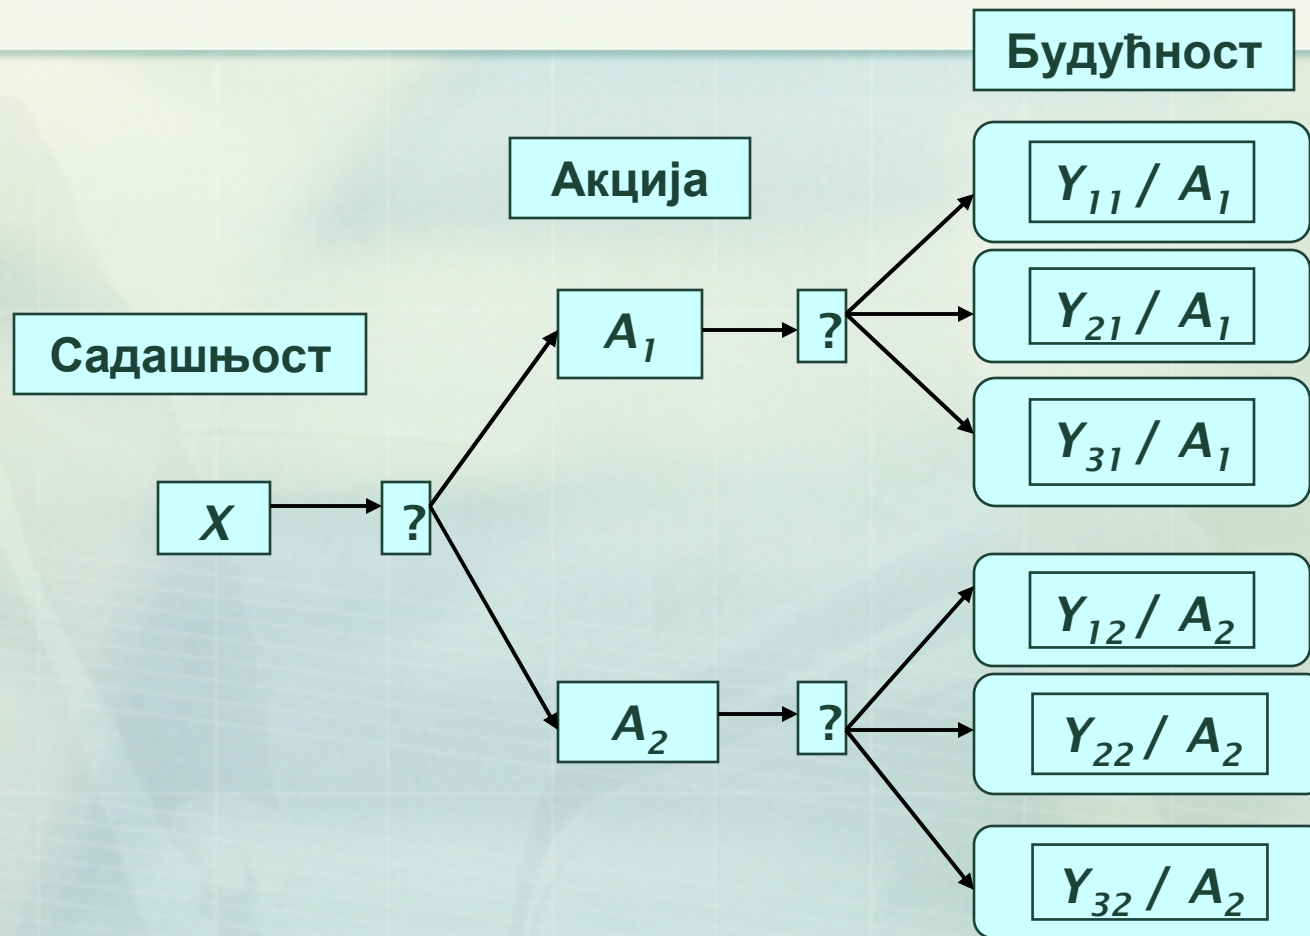 Будућност
Акција
Садашњост
X
?
A₁
?
Y₁₁ / A₁
Y₂₁ / A₁
Y₃₁ / A₁
A₂
?
Y₁₂ / A₂
Y₂₂ / A₂
Y₃₂ / A₂